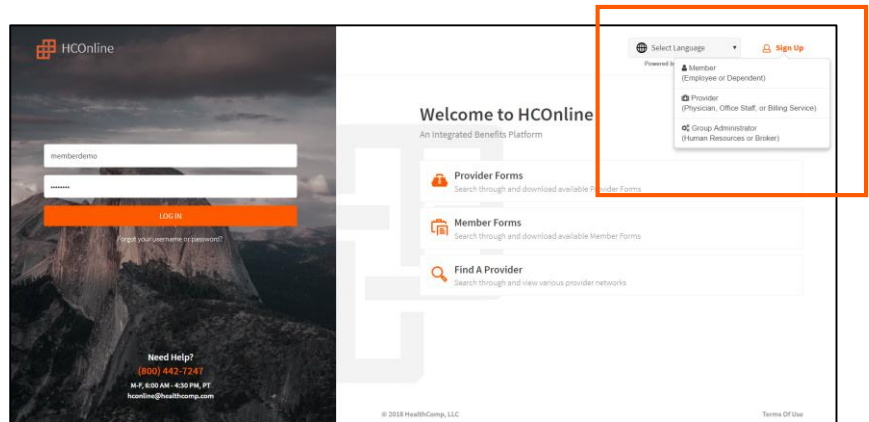 HCOnline
memberdemo
LOG IN
Forgot your username or password?
Need Help?
(800) 442-7247
M-F, 6:00 AM - 4:30 PM, PT
hconline@healthcomp.com
Select Language
Sign Up
Powered
Member
(Employee or Dependent)
Provider
(Physician, Office Staff, or Billing Service)
Group Administrator
(Human Resources or Broker)
Welcome to HCOnline
An Integrated Benefits Platform
Provider Forms
Search through and download available Provider Forms
Member Forms
Search through and download available Member Forms
Find A Provider
Search through and view various provider networks
© 2018 HealthComp, LLC
Terms Of Use